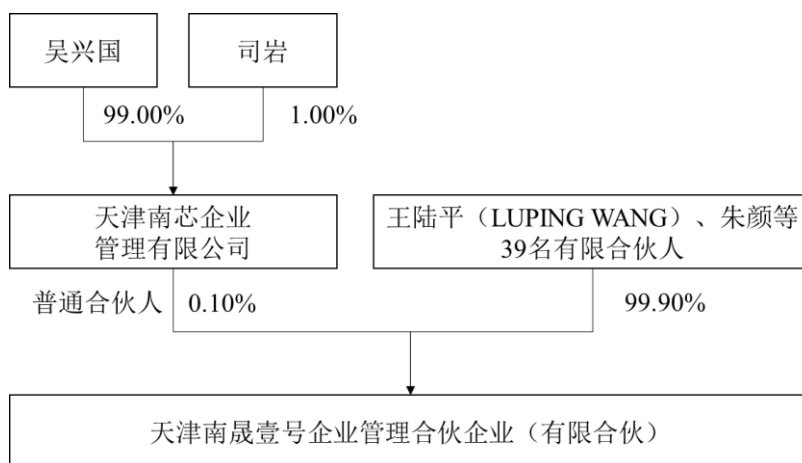 吴兴国
司岩
99.00%
1.00%
天津南芯企业
管理有限公司
王陆平（LUPING WANG）、朱颜等
39名有限合伙人
普通合伙人
0.10%
99.90%
天津南晟壹号企业管理合伙企业（有限合伙）